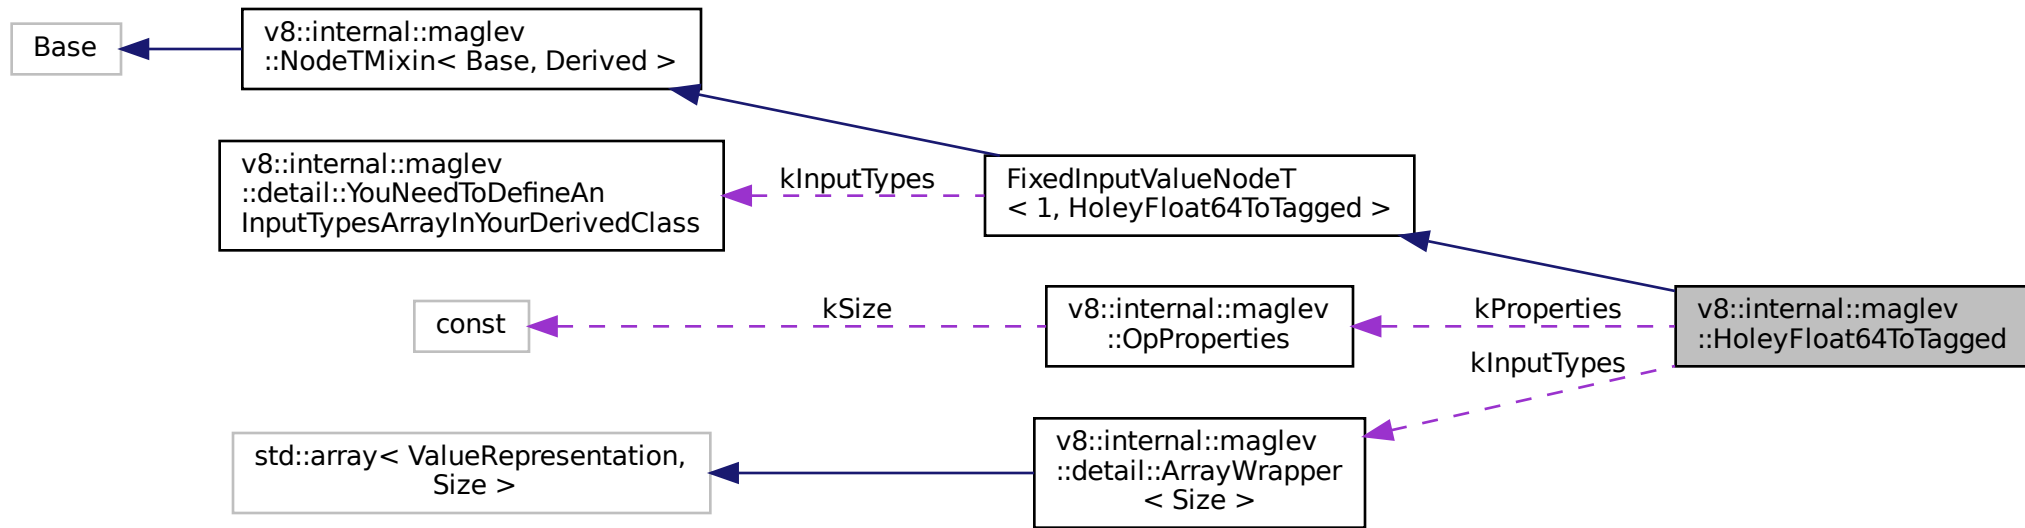 Base
v8::internal::maglev
::NodeTMixin< Base, Derived >
v8::internal::maglev
::detail::YouNeedToDefineAn
InputTypesArrayInYourDerivedClass
kInputTypes
FixedInputValueNodeT
< 1, HoleyFloat64ToTagged >
const
kSize
v8::internal::maglev
::OpProperties
kProperties
v8::internal::maglev
::HoleyFloat64ToTagged
kInputTypes
std::array< ValueRepresentation,
Size >
v8::internal::maglev
::detail::ArrayWrapper
< Size >